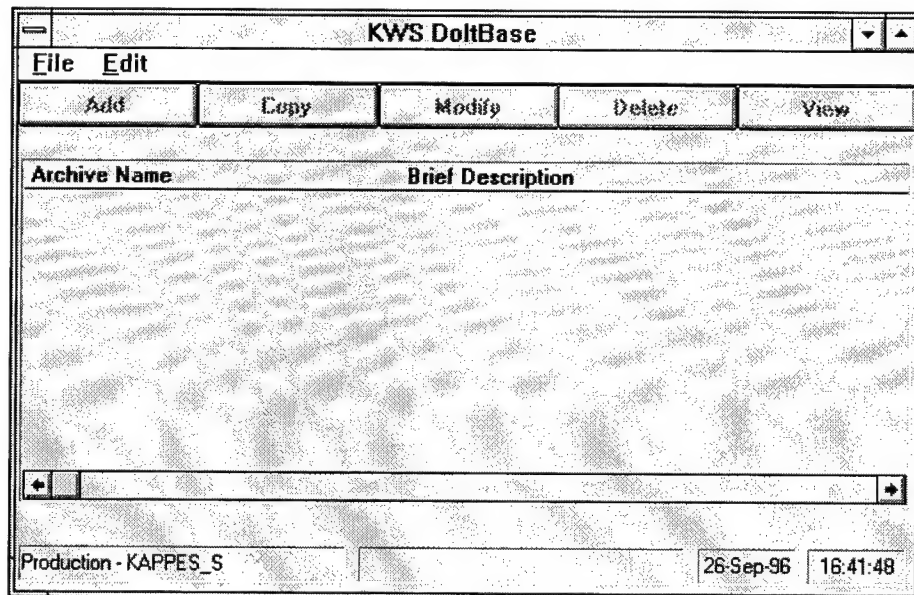 KWS DoItBase
File Edit
Add Copy Modify Delete View
Archive Name Brief Description
Production - KAPPES_S 26-Sep-96 16:41:48